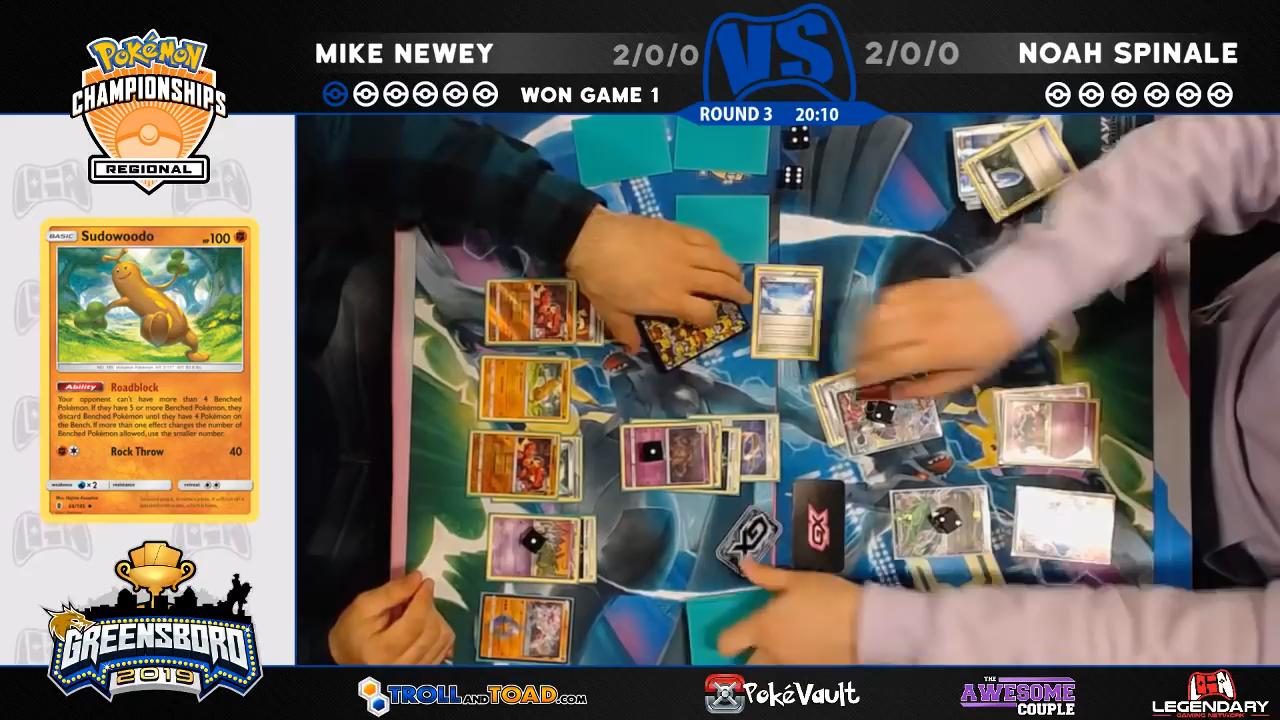 Pokémon
CHAMPIONSHIPS
REGIONAL
MIKE NEWEY
2/0/0
VS
2/0/0
NOAH SPINALE
WON GAME 1
ROUND 3 20:10
BASIC Sudowoodo HP 100
Ability Roadblock
Your opponent can't have more than 4 Benched
Pokémon. If they have 5 or more Benched Pokémon, they
discard Benched Pokémon until they have 4 Pokémon on
the Bench. If more than one effect changes the number of
Benched Pokémon allowed, use the smaller number.
Rock Throw 40
weakness ×2 resistance retreat
GX
GX
GREENSBORO
2019
TROLL AND TOAD.COM
PokéVault
THE
AWESOME
COUPLE
LEGENDARY
GAMING NETWORK